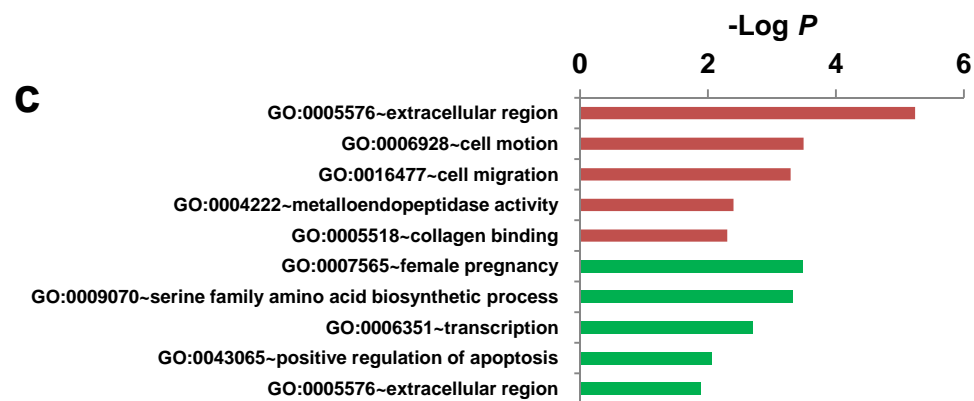 -Log P
0 2 4 6
c
GO:0005576~extracellular region
GO:0006928~cell motion
GO:0016477~cell migration
GO:0004222~metalloendopeptidase activity
GO:0005518~collagen binding
GO:0007565~female pregnancy
GO:0009070~serine family amino acid biosynthetic process
GO:0006351~transcription
GO:0043065~positive regulation of apoptosis
GO:0005576~extracellular region